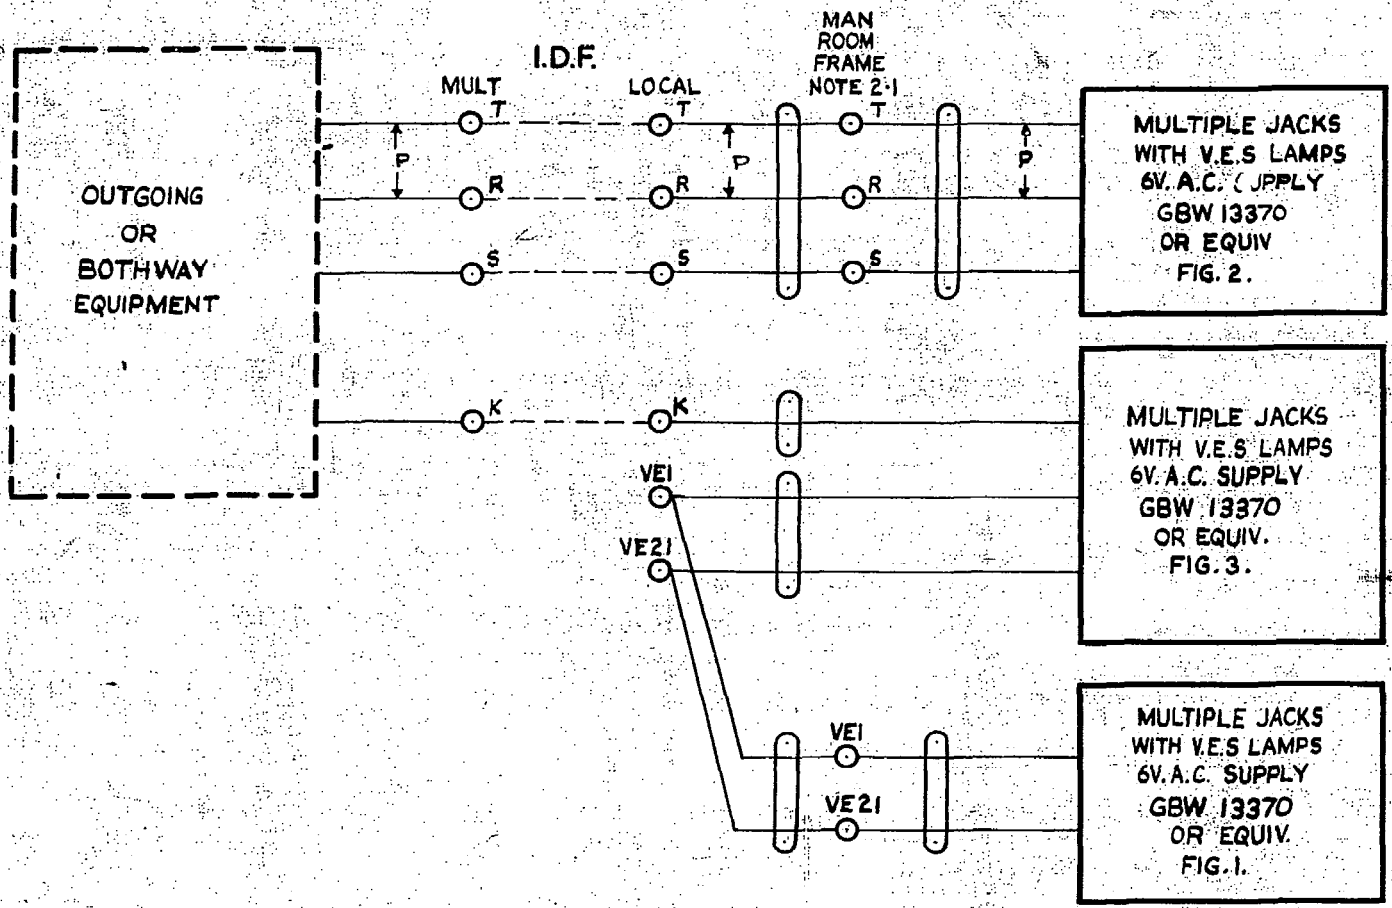 I.D.F.
MULT
LOCAL
MAN
ROOM
FRAME
NOTE 2-1
T
T
T
P
P
P
R
R
R
S
S
S
OUTGOING
OR
BOTHWAY
EQUIPMENT
MULTIPLE JACKS
WITH V.E.S LAMPS
6V. A.C. UPPLY
GBW 13370
OR EQUIV
FIG. 2.
K
K
VE1
VE21
MULTIPLE JACKS
WITH V.E.S LAMPS
6V. A.C. SUPPLY
GBW 13370
OR EQUIV.
FIG. 3.
VE1
VE21
MULTIPLE JACKS
WITH V.E.S LAMPS
6V. A.C. SUPPLY
GBW 13370
OR EQUIV.
FIG. 1.